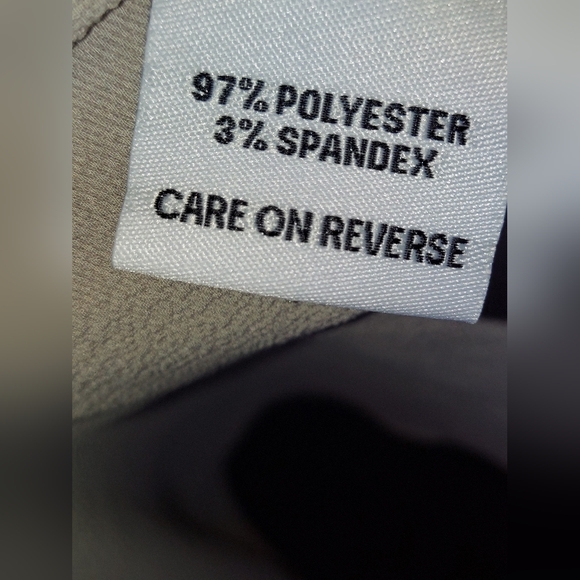 97% POLYESTER
3% SPANDEX
CARE ON REVERSE